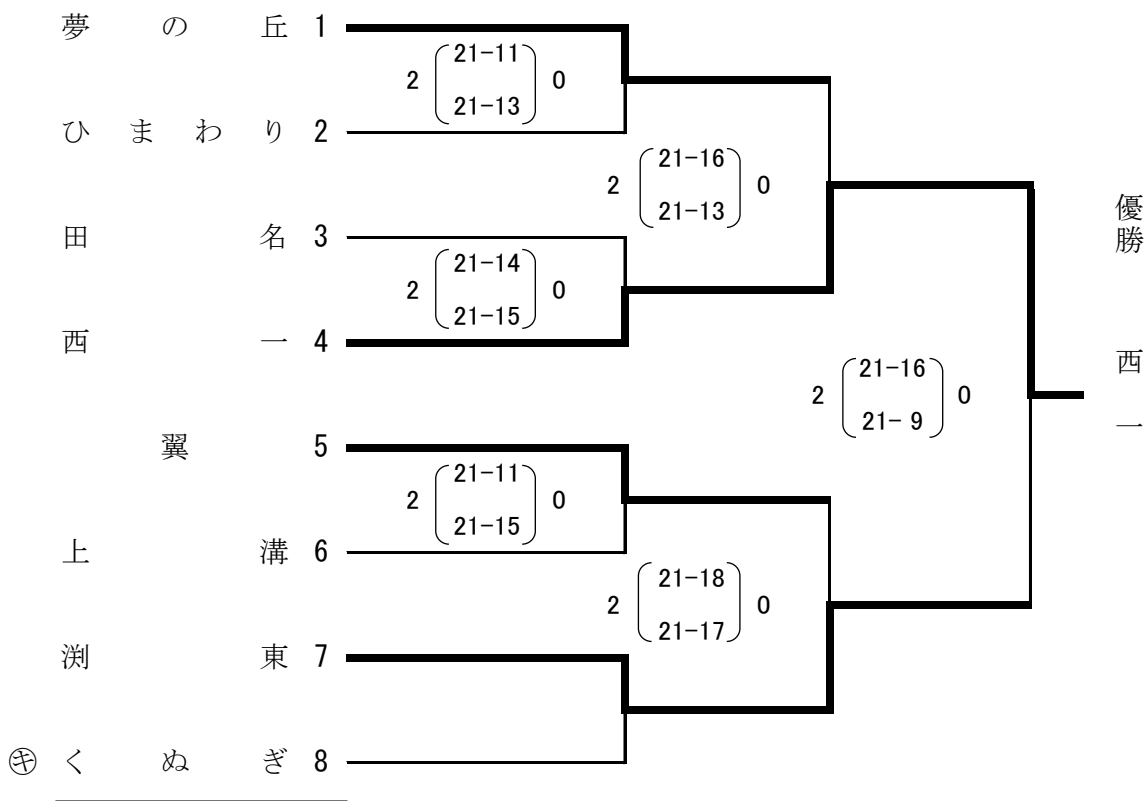 夢の丘 1
2 21-11 0
21-13
ひまわり 2
2 21-16 0
21-13
田名 3
2 21-14 0
21-15
西一 4
2 21-16 0
21- 9
優勝 西一
翼 5
2 21-11 0
21-15
上溝 6
2 21-18 0
21-17
渕東 7
㋖くぬぎ 8